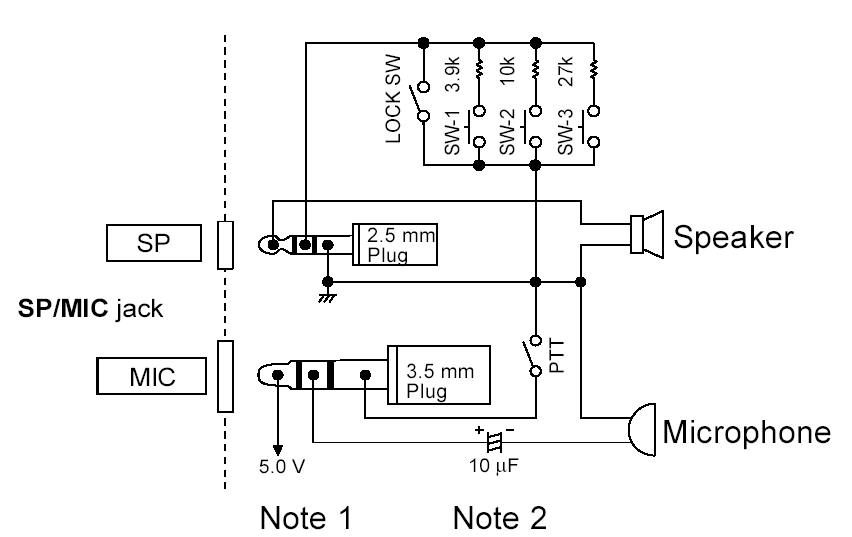 LOCK SW
3.9k
SW-1
10k
SW-2
27k
SW-3
SP
2.5 mm
Plug
Speaker
SP/MIC jack
MIC
3.5 mm
Plug
PTT
5.0 V
+ −
10 µF
Microphone
Note 1
Note 2